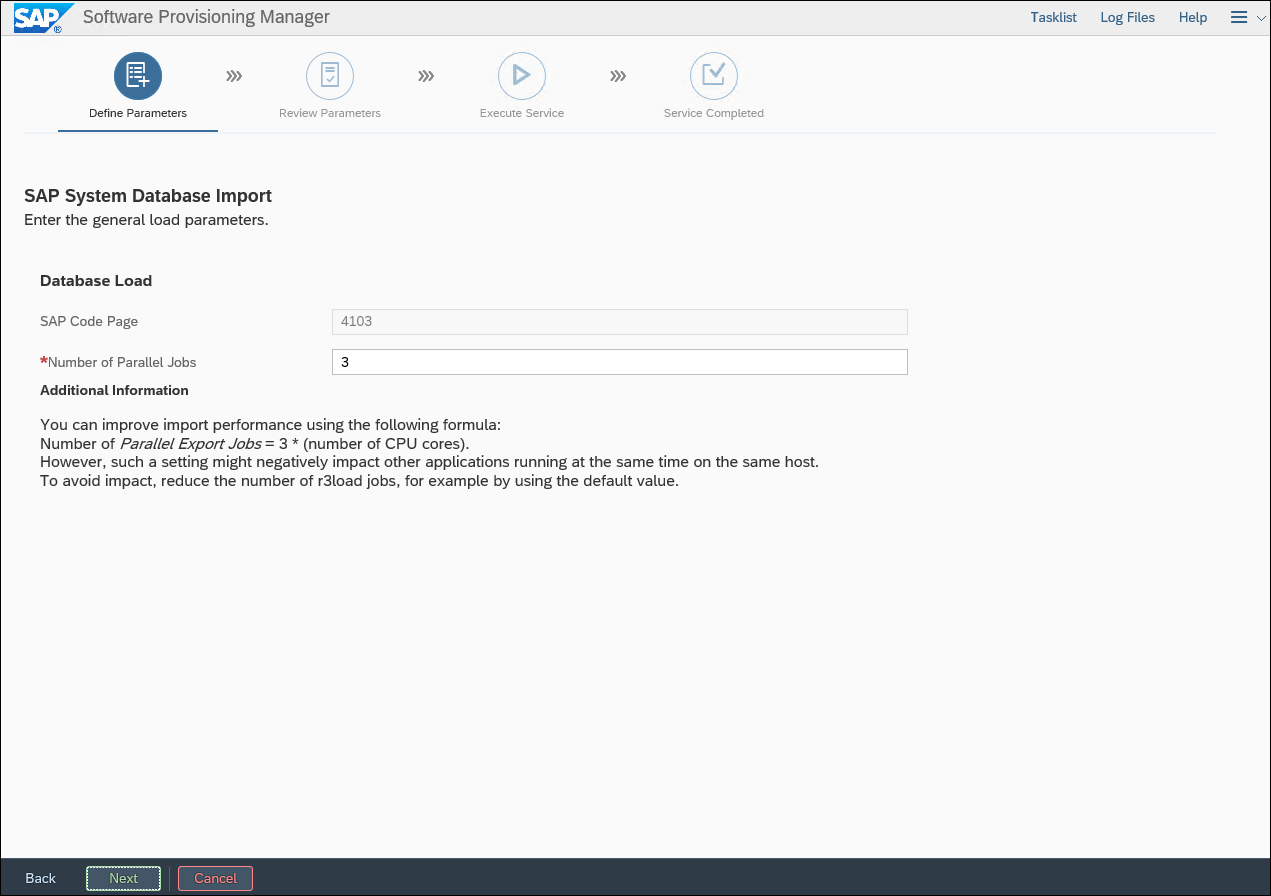 SAP ® Software Provisioning Manager Tasklist Log Files Help
Define Parameters Review Parameters Execute Service Service Completed
SAP System Database Import
Enter the general load parameters.
Database Load
SAP Code Page 4103
*Number of Parallel Jobs 3
Additional Information
You can improve import performance using the following formula:
Number of Parallel Export Jobs = 3 * (number of CPU cores).
However, such a setting might negatively impact other applications running at the same time on the same host.
To avoid impact, reduce the number of r3load jobs, for example by using the default value.
Back Next Cancel